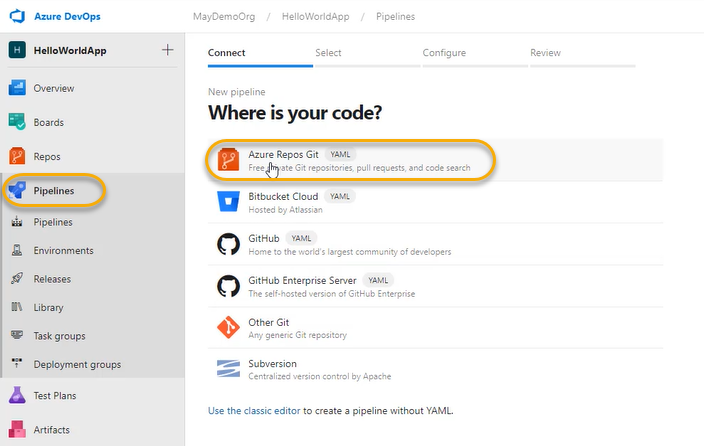 Azure DevOps
MayDemoOrg / HelloWorldApp / Pipelines
H HelloWorldApp +
Overview
Boards
Repos
Pipelines
Pipelines
Environments
Releases
Library
Task groups
Deployment groups
Test Plans
Artifacts
Connect Select Configure Review
New pipeline
Where is your code?
Azure Repos Git YAML
Free private Git repositories, pull requests, and code search
Bitbucket Cloud YAML
Hosted by Atlassian
GitHub YAML
Home to the world's largest community of developers
GitHub Enterprise Server YAML
The self-hosted version of GitHub Enterprise
Other Git
Any generic Git repository
Subversion
Centralized version control by Apache
Use the classic editor to create a pipeline without YAML.